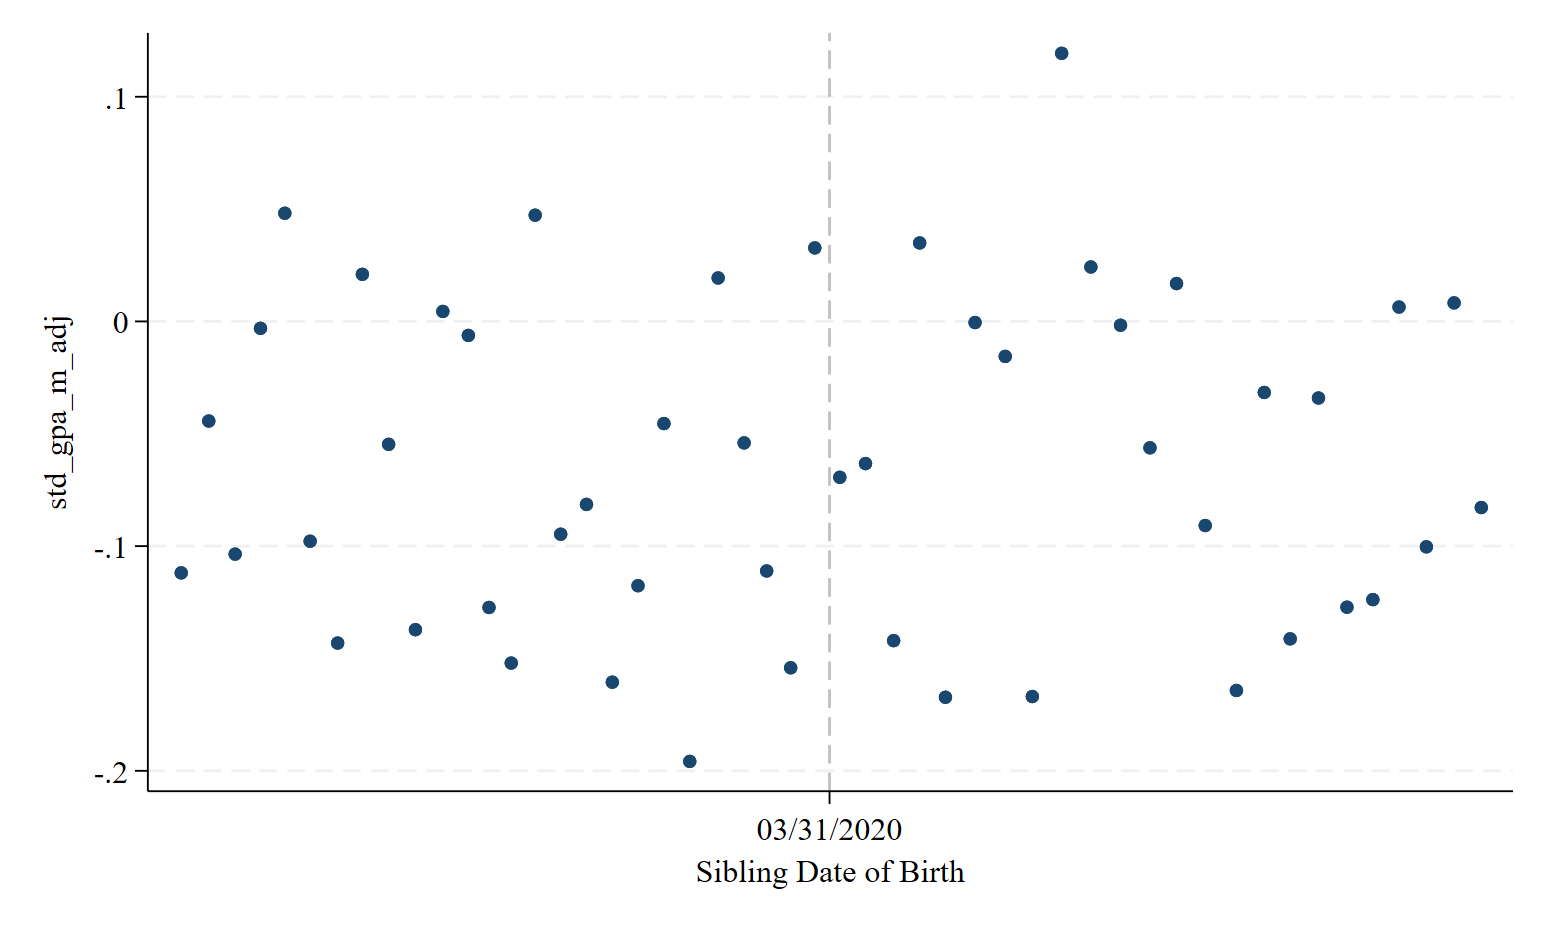 .1
0
-.1
-.2
std_gpa_m_adj
03/31/2020
Sibling Date of Birth